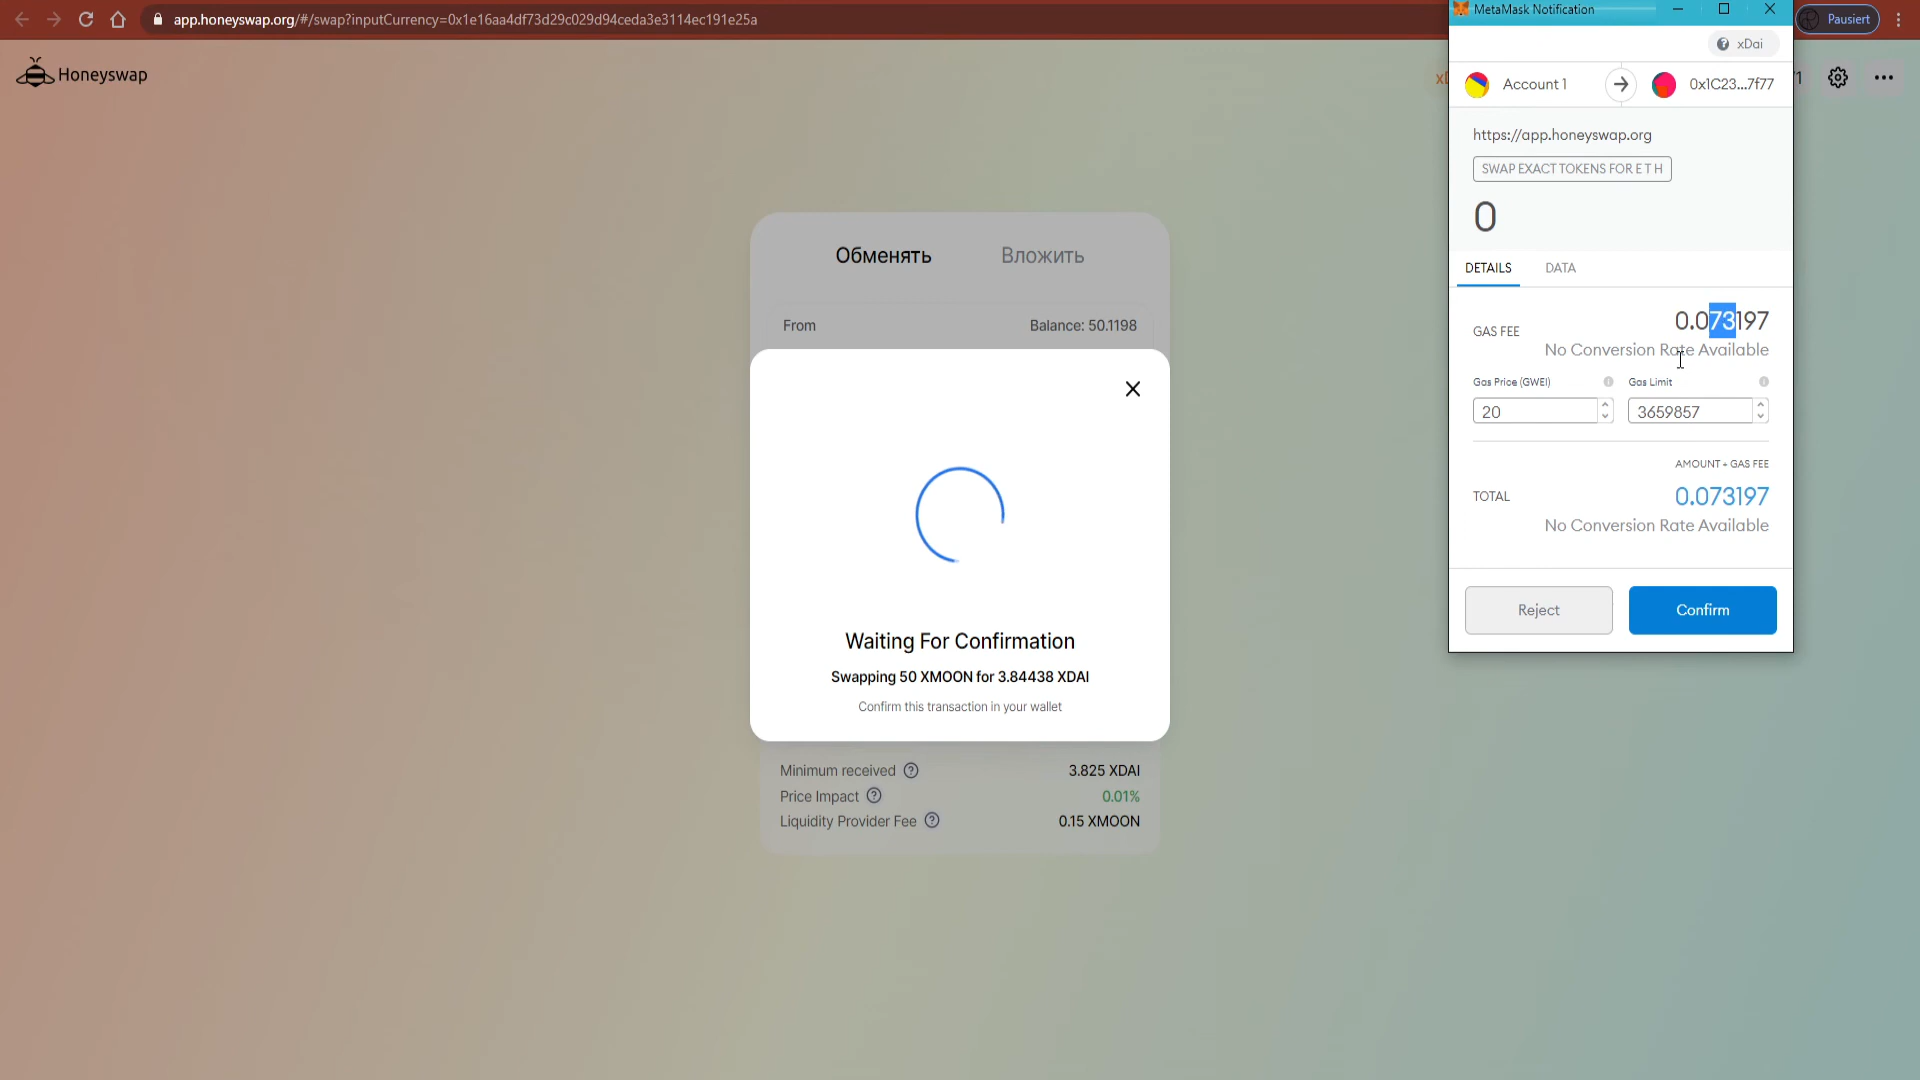 app.honeyswap.org/#/swap?inputCurrency=0x1e16aa4df73d29c029d94ceda3e3114ec191e25a
MetaMask Notification
Pausiert
Honeyswap
xDai
Account 1
0x1C23...7f77
https://app.honeyswap.org
SWAP EXACT TOKENS FOR E T H
0
DETAILS
DATA
GAS FEE
0.073197
No Conversion Rate Available
Gas Price (GWEI)
Gas Limit
20
3659857
AMOUNT + GAS FEE
TOTAL
0.073197
No Conversion Rate Available
Reject
Confirm
Обменять
Вложить
From
Balance: 50.1198
Waiting For Confirmation
Swapping 50 XMOON for 3.84438 XDAI
Confirm this transaction in your wallet
Minimum received
3.825 XDAI
Price Impact
0.01%
Liquidity Provider Fee
0.15 XMOON